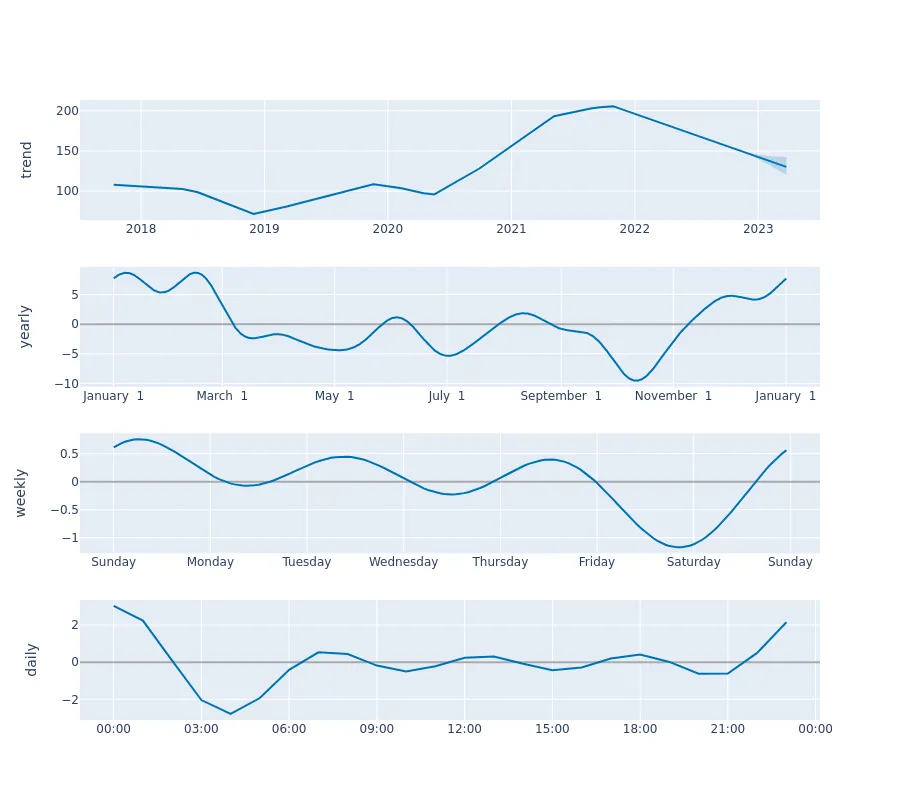 trend
200
150
100
2018 2019 2020 2021 2022 2023
yearly
5
0
−5
−10
January 1 March 1 May 1 July 1 September 1 November 1 January 1
weekly
0.5
0
−0.5
−1
Sunday Monday Tuesday Wednesday Thursday Friday Saturday Sunday
daily
2
0
−2
00:00 03:00 06:00 09:00 12:00 15:00 18:00 21:00 00:00